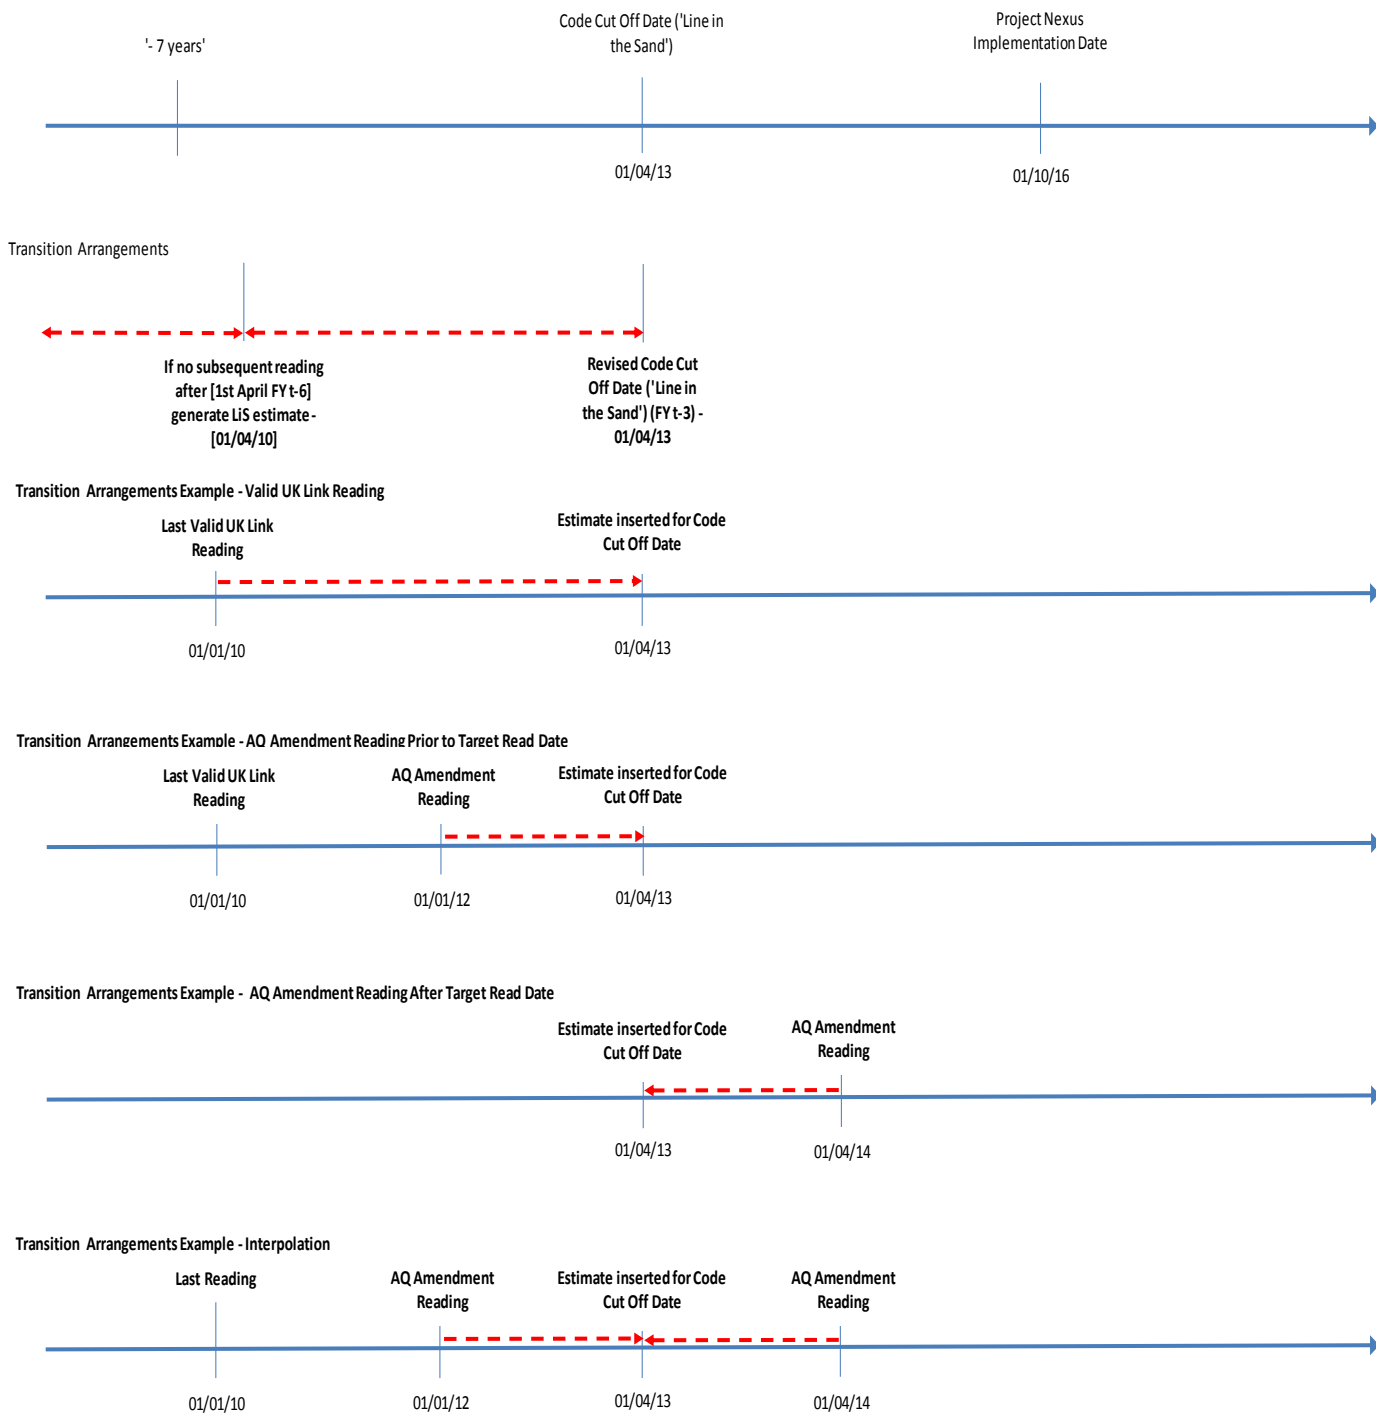 '- 7 years'
Code Cut Off Date ('Line in
the Sand')
Project Nexus
Implementation Date
01/04/13
01/10/16
Transition Arrangements
If no subsequent reading
after [1st April FY t-6]
generate LiS estimate -
[01/04/10]
Revised Code Cut
Off Date ('Line in
the Sand') (FY t-3) -
01/04/13
Transition Arrangements Example - Valid UK Link Reading
Last Valid UK Link
Reading
Estimate inserted for Code
Cut Off Date
01/01/10
01/04/13
Transition Arrangements Example - AQ Amendment Reading Prior to Target Read Date
Last Valid UK Link
Reading
AQ Amendment
Reading
Estimate inserted for Code
Cut Off Date
01/01/10
01/01/12
01/04/13
Transition Arrangements Example - AQ Amendment Reading After Target Read Date
Estimate inserted for Code
Cut Off Date
AQ Amendment
Reading
01/04/13
01/04/14
Transition Arrangements Example - Interpolation
Last Reading
AQ Amendment
Reading
Estimate inserted for Code
Cut Off Date
AQ Amendment
Reading
01/01/10
01/01/12
01/04/13
01/04/14